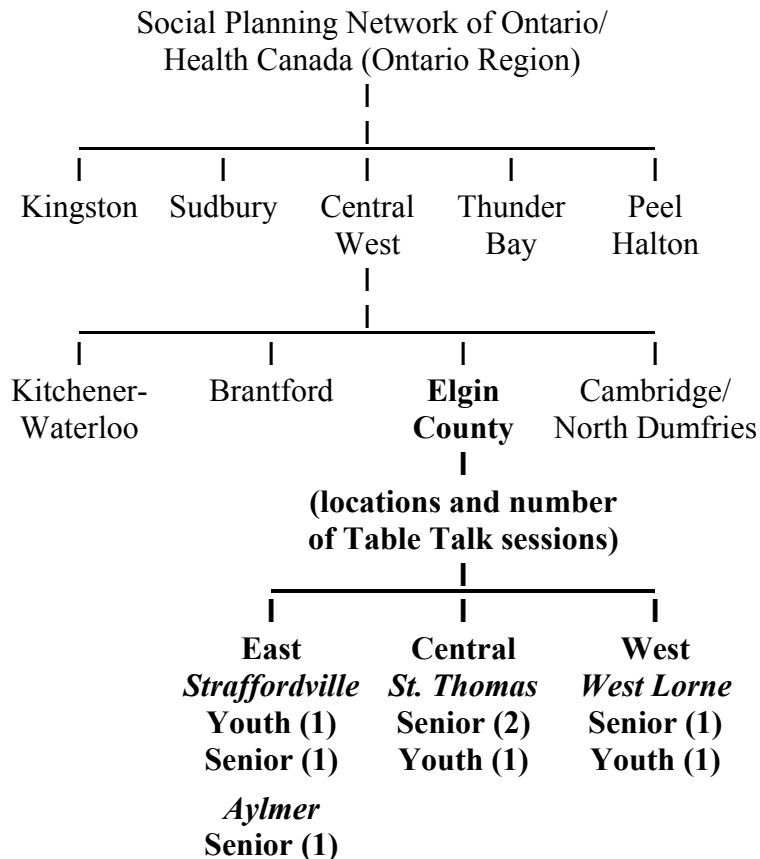 Social Planning Network of Ontario/
Health Canada (Ontario Region)
Kingston
Sudbury
Central
West
Thunder
Bay
Peel
Halton
Kitchener-
Waterloo
Brantford
Elgin
County
Cambridge/
North Dumfries
(locations and number
of Table Talk sessions)
East
Straffordville
Youth (1)
Senior (1)
Aylmer
Senior (1)
Central
St. Thomas
Senior (2)
Youth (1)
West
West Lorne
Senior (1)
Youth (1)